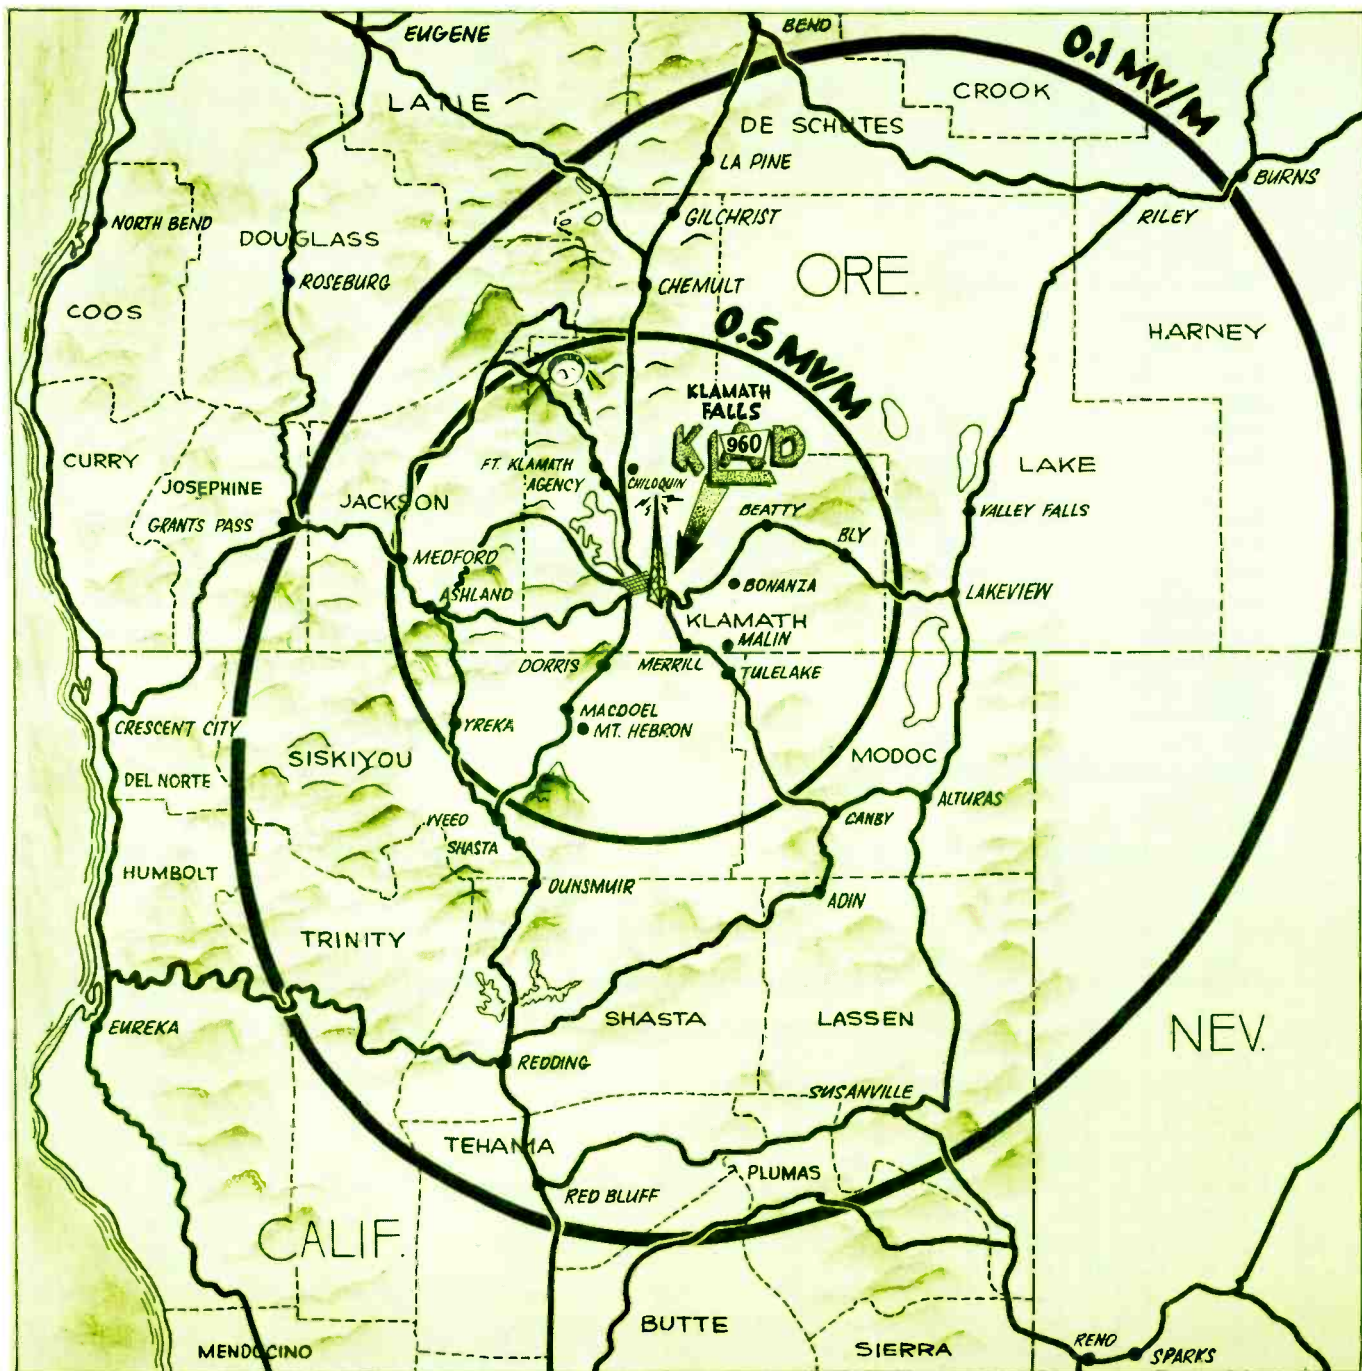 EUGENE
BEND
0.1 MV/M
LANE
CROOK
DE SCHUTES
LA PINE
BURNS
RILEY
NORTH BEND
GILCHRIST
DOUGLASS
ROSEBURG
CHEMULT
ORE.
COOS
HARNEY
0.5 MV/M
KLAMATH
FALLS
KLAD
960
CURRY
JOSEPHINE
JACKSON
FT. KLAMATH
AGENCY
CHILOQUIN
LAKE
GRANTS PASS
BEATTY
VALLEY FALLS
MEDFORD
BLY
ASHLAND
BONANZA
LAKEVIEW
KLAMATH
MALIN
DORRIS
MERRILL
TULELAKE
CRESCENT CITY
YREKA
MACDOEL
MT. HEBRON
SISKIYOU
MODOC
DEL NORTE
ALTURAS
WEED
CANBY
SHASTA
HUMBOLT
DUNSMUIR
ADIN
TRINITY
EUREKA
SHASTA
LASSEN
NEV.
REDDING
SUSANVILLE
TEHAMA
PLUMAS
RED BLUFF
CALIF.
BUTTE
MENDOCINO
SIERRA
RENO
SPARKS